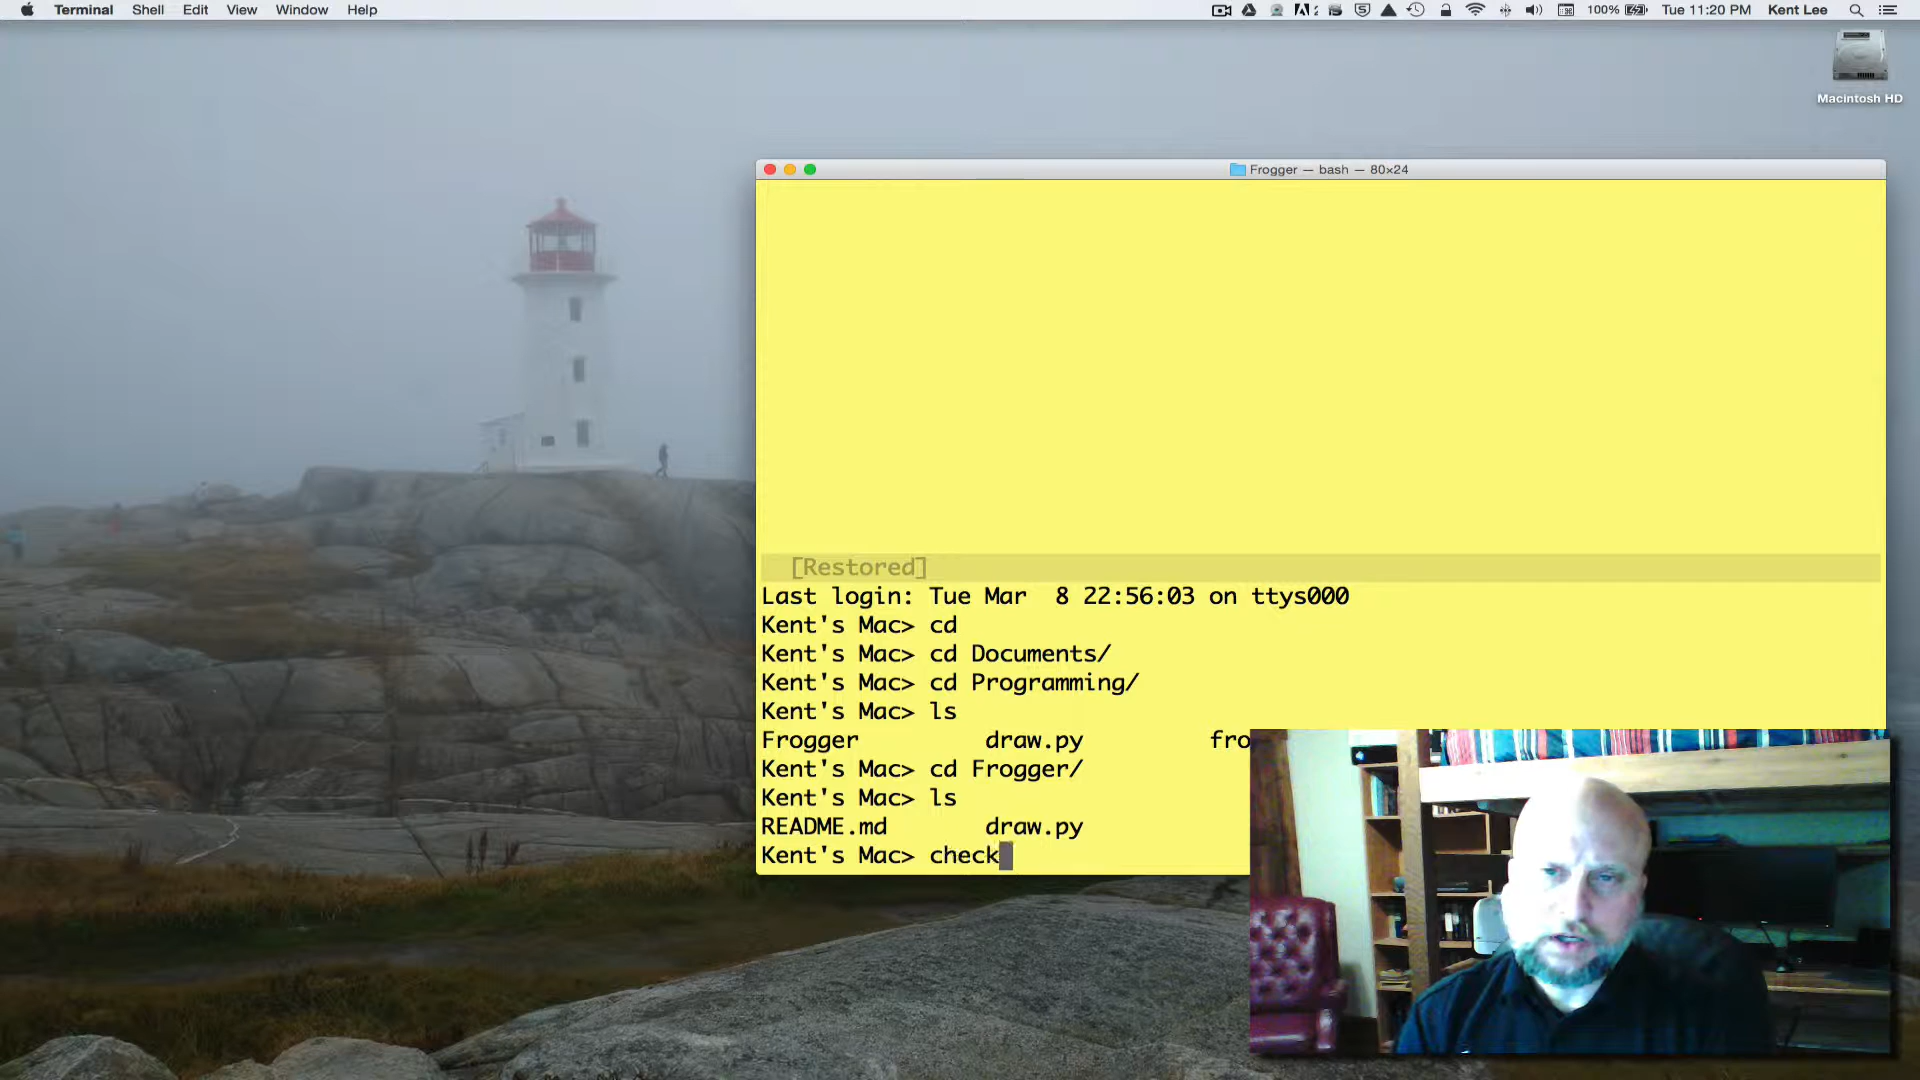 Terminal Shell Edit View Window Help 100% Tue 11:20 PM Kent Lee
Macintosh HD
Frogger — bash — 80×24
[Restored]
Last login: Tue Mar  8 22:56:03 on ttys000
Kent's Mac> cd
Kent's Mac> cd Documents/
Kent's Mac> cd Programming/
Kent's Mac> ls
Frogger draw.py fro
Kent's Mac> cd Frogger/
Kent's Mac> ls
README.md draw.py
Kent's Mac> check